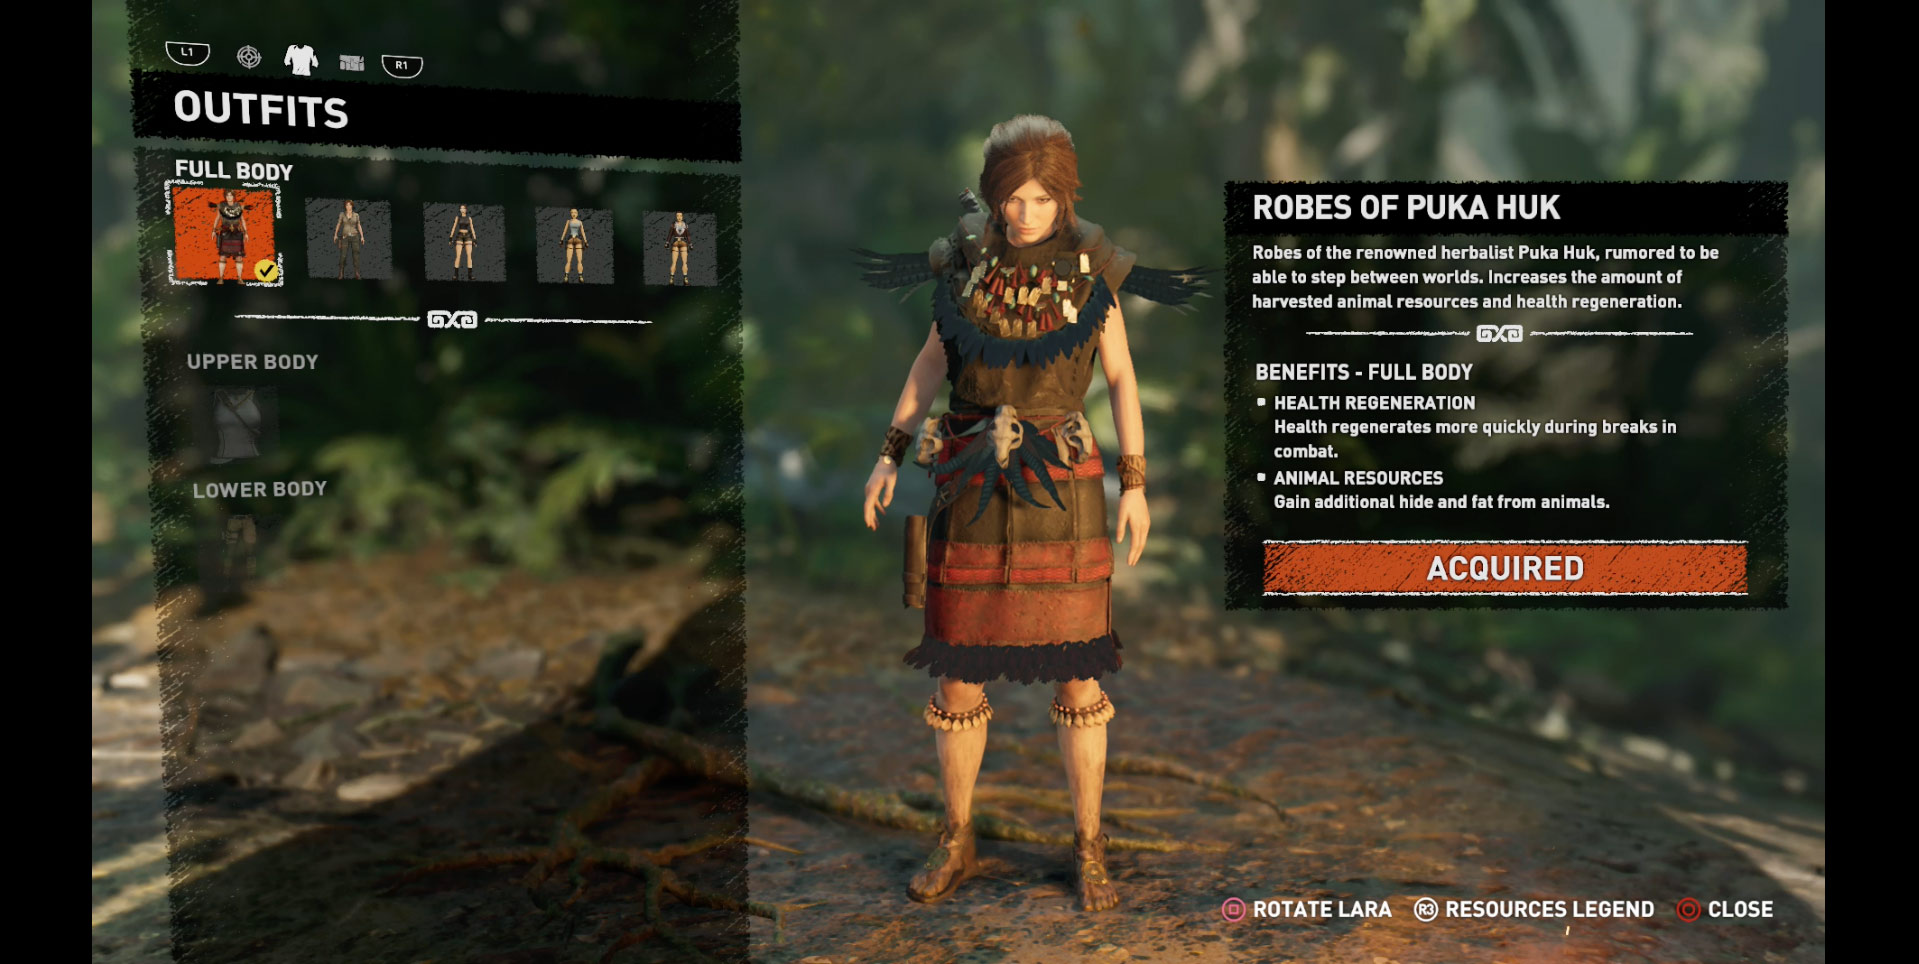 L1
R1
OUTFITS
FULL BODY
UPPER BODY
LOWER BODY
ROBES OF PUKA HUK
Robes of the renowned herbalist Puka Huk, rumored to be
able to step between worlds. Increases the amount of
harvested animal resources and health regeneration.
BENEFITS - FULL BODY
HEALTH REGENERATION
Health regenerates more quickly during breaks in
combat.
ANIMAL RESOURCES
Gain additional hide and fat from animals.
ACQUIRED
ROTATE LARA R3 RESOURCES LEGEND CLOSE